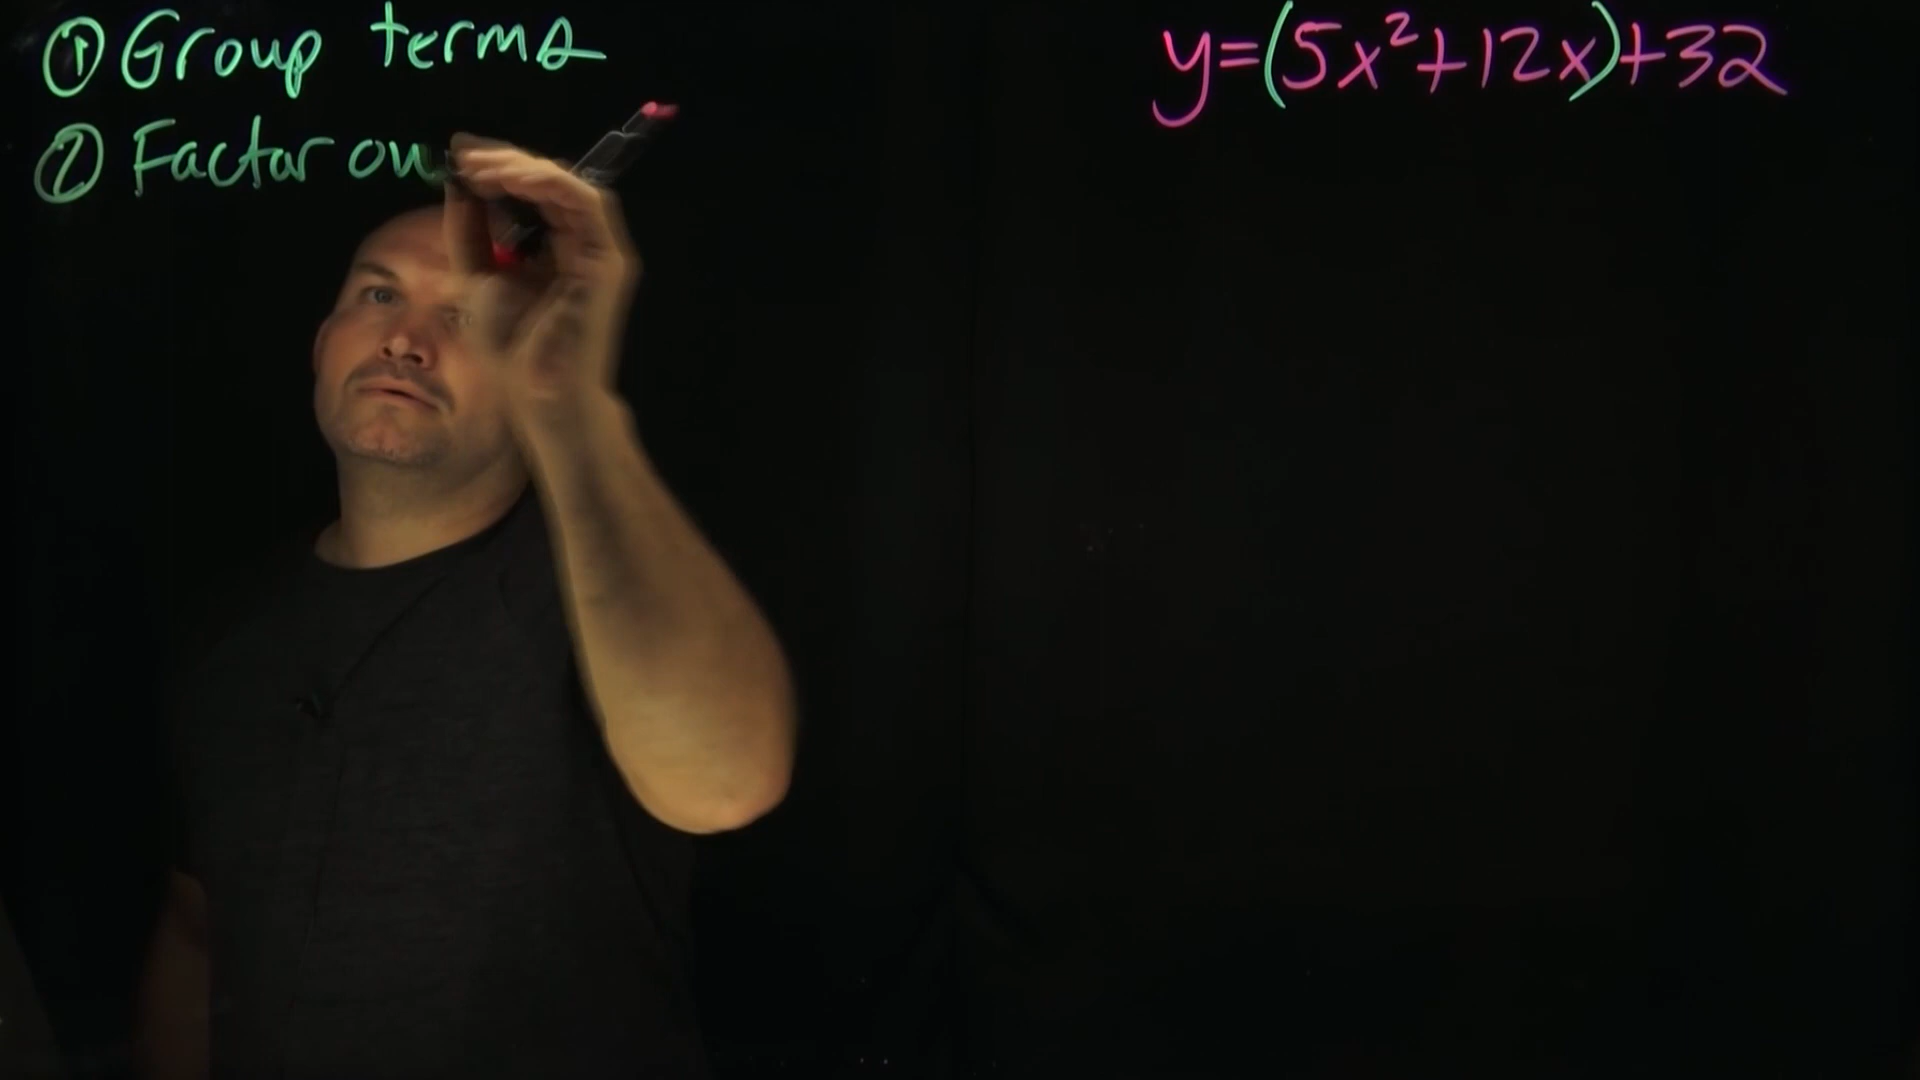 ① Group terms
② Factor ou
y=(5x²+12x)+32